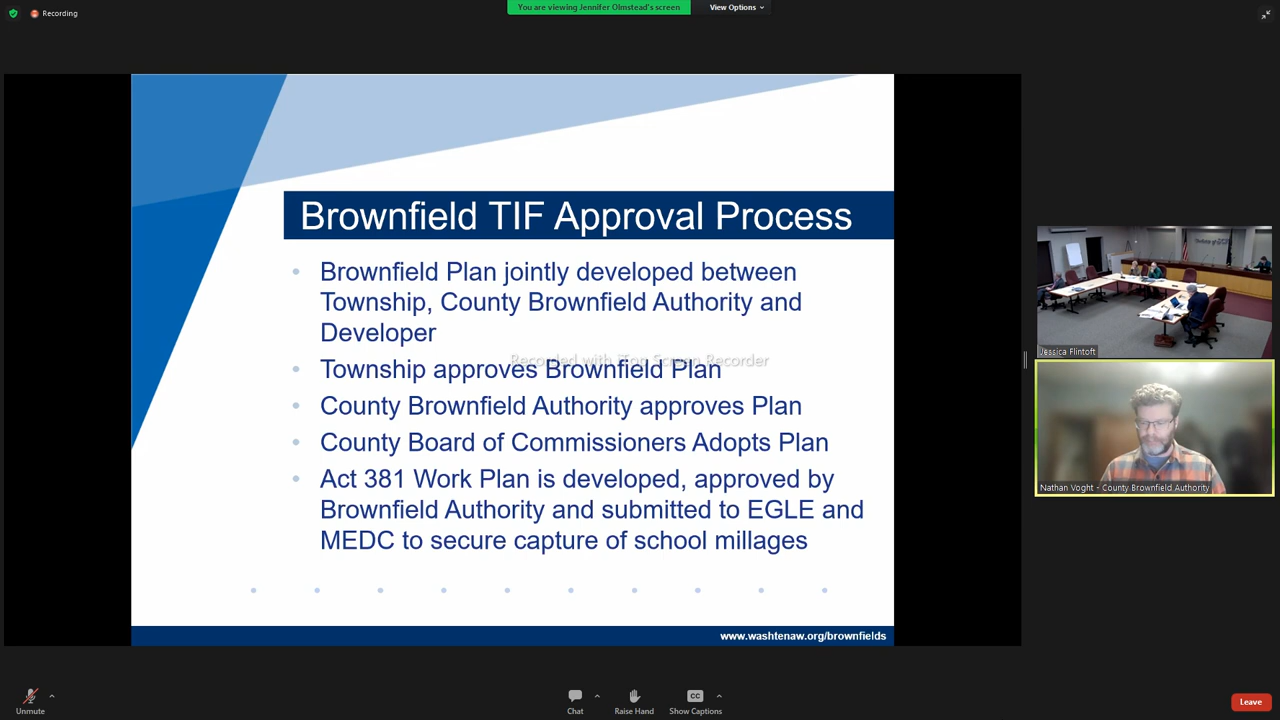 Recording
You are viewing Jennifer Olmstead's screen
View Options
Brownfield TIF Approval Process
Brownfield Plan jointly developed between
Township, County Brownfield Authority and
Developer
Recorded with iTop Screen Recorder
Township approves Brownfield Plan
County Brownfield Authority approves Plan
County Board of Commissioners Adopts Plan
Act 381 Work Plan is developed, approved by
Brownfield Authority and submitted to EGLE and
MEDC to secure capture of school millages
www.washtenaw.org/brownfields
Jessica Flintoft
Nathan Voght - County Brownfield Authority
Unmute
Chat
Raise Hand
CC
Show Captions
Leave